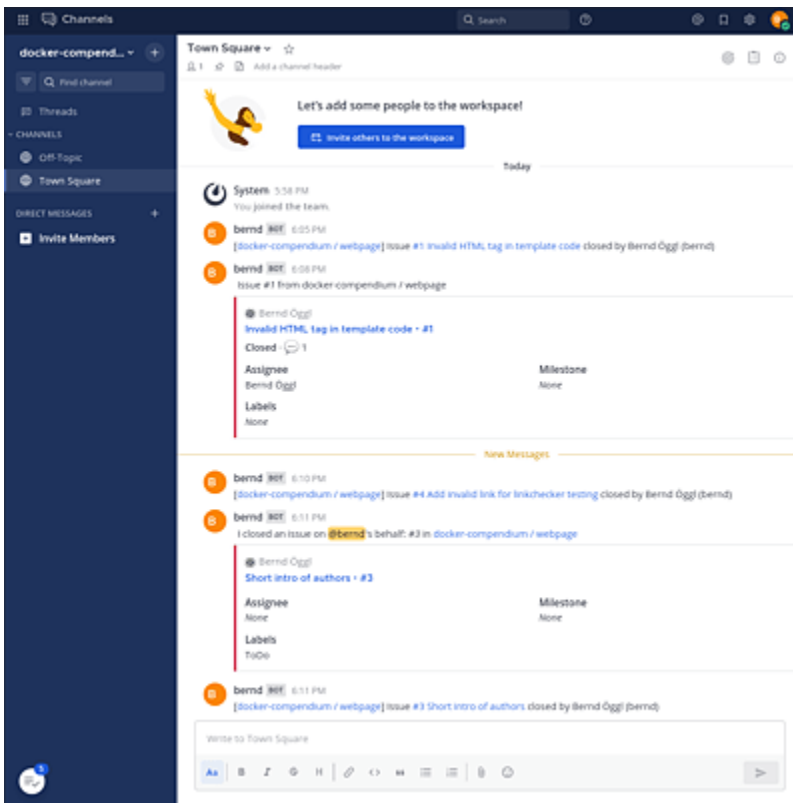 Channels
Search
docker-compend...
Find channel
Threads
CHANNELS
Off-Topic
Town Square
DIRECT MESSAGES
Invite Members
5
Town Square
1
Add a channel header
Let's add some people to the workspace!
Invite others to the workspace
Today
System 5:58 PM
You joined the team.
B
bernd BOT 6:05 PM
[docker-compendium / webpage] Issue #1 Invalid HTML tag in template code closed by Bernd Öggl (bernd)
B
bernd BOT 6:08 PM
Issue #1 from docker-compendium / webpage
Bernd Öggl
Invalid HTML tag in template code • #1
Closed · 1
Assignee Milestone
Bernd Öggl None
Labels
None
New Messages
B
bernd BOT 6:10 PM
[docker-compendium / webpage] Issue #4 Add invalid link for linkchecker testing closed by Bernd Öggl (bernd)
B
bernd BOT 6:11 PM
I closed an issue on @bernd's behalf: #3 in docker-compendium / webpage
Bernd Öggl
Short intro of authors • #3
Assignee Milestone
None None
Labels
ToDo
B
bernd BOT 6:11 PM
[docker-compendium / webpage] Issue #3 Short intro of authors closed by Bernd Öggl (bernd)
Write to Town Square
Aa B I S H